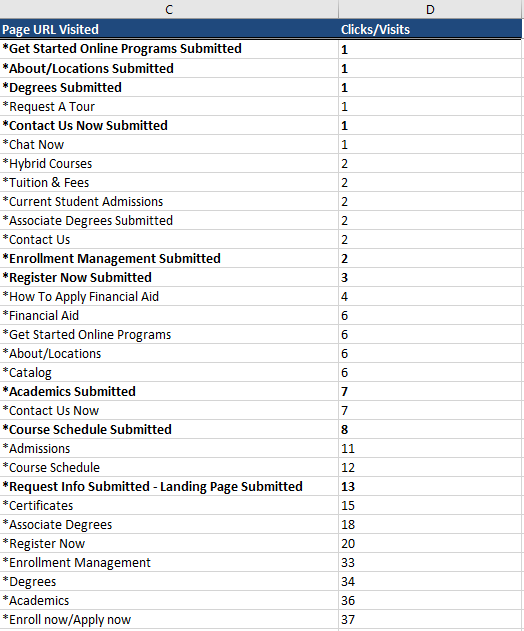 C D
Page URL Visited Clicks/Visits
*Get Started Online Programs Submitted 1
*About/Locations Submitted 1
*Degrees Submitted 1
*Request A Tour 1
*Contact Us Now Submitted 1
*Chat Now 1
*Hybrid Courses 2
*Tuition & Fees 2
*Current Student Admissions 2
*Associate Degrees Submitted 2
*Contact Us 2
*Enrollment Management Submitted 2
*Register Now Submitted 3
*How To Apply Financial Aid 4
*Financial Aid 6
*Get Started Online Programs 6
*About/Locations 6
*Catalog 6
*Academics Submitted 7
*Contact Us Now 7
*Course Schedule Submitted 8
*Admissions 11
*Course Schedule 12
*Request Info Submitted - Landing Page Submitted 13
*Certificates 15
*Associate Degrees 18
*Register Now 20
*Enrollment Management 33
*Degrees 34
*Academics 36
*Enroll now/Apply now 37